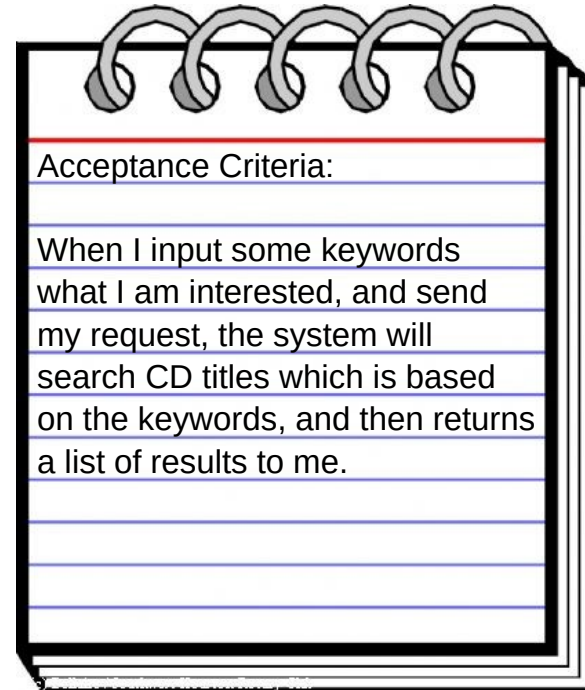 Acceptance Criteria:
When I input some keywords
what I am interested, and send
my request, the system will
search CD titles which is based
on the keywords, and then returns
a list of results to me.